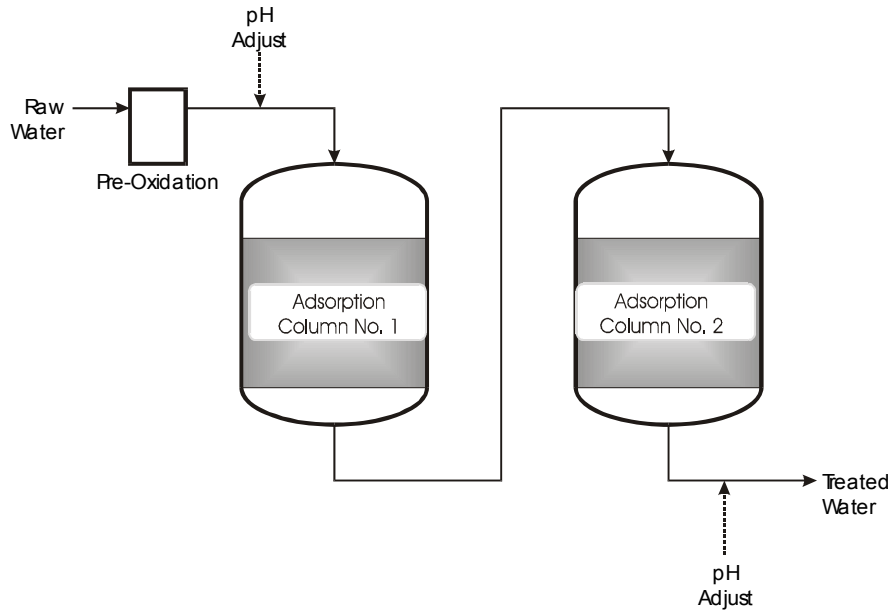 pH
Adjust
Raw
Water
Pre-Oxidation
Adsorption
Column No. 1
Adsorption
Column No. 2
Treated
Water
pH
Adjust